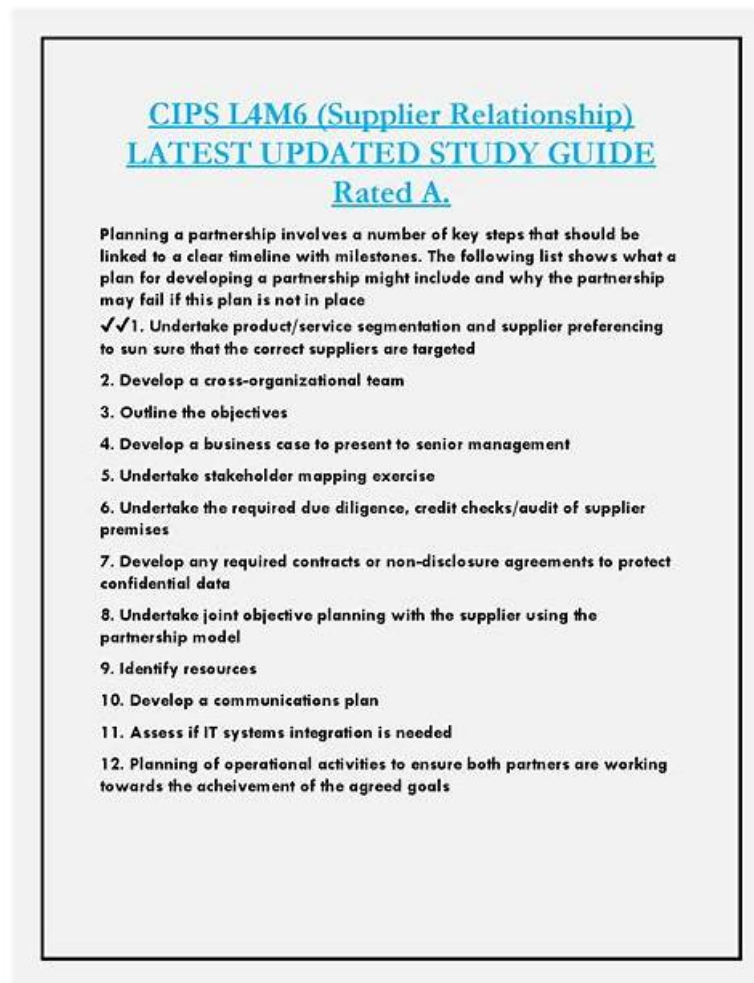 CIPS L4M6 (Supplier Relationship)
LATEST UPDATED STUDY GUIDE
Rated A.
Planning a partnership involves a number of key steps that should be
linked to a clear timeline with milestones. The following list shows what a
plan for developing a partnership might include and why the partnership
may fail if this plan is not in place
✓✓1. Undertake product/service segmentation and supplier preferencing
to sun sure that the correct suppliers are targeted
2. Develop a cross-organizational team
3. Outline the objectives
4. Develop a business case to present to senior management
5. Undertake stakeholder mapping exercise
6. Undertake the required due diligence, credit checks/audit of supplier
premises
7. Develop any required contracts or non-disclosure agreements to protect
confidential data
8. Undertake joint objective planning with the supplier using the
partnership model
9. Identify resources
10. Develop a communications plan
11. Assess if IT systems integration is needed
12. Planning of operational activities to ensure both partners are working
towards the acheivement of the agreed goals